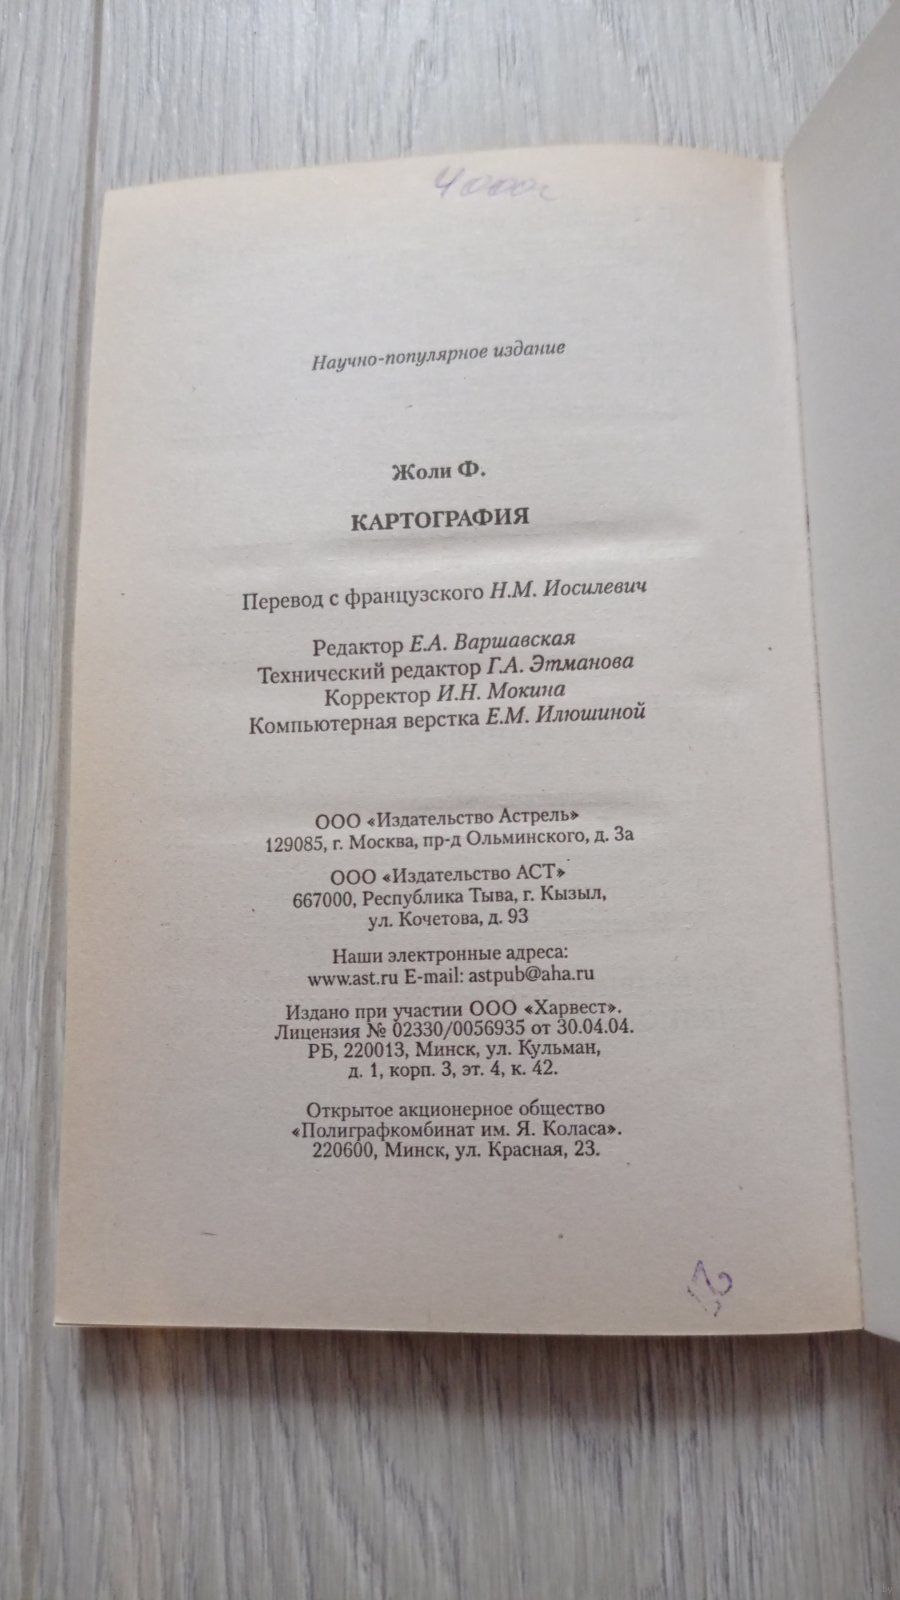 Научно-популярное издание
Жоли Ф.
КАРТОГРАФИЯ
Перевод с французского Н.М. Иосилевич
Редактор Е.А. Варшавская
Технический редактор Г.А. Этманова
Корректор И.Н. Мокина
Компьютерная верстка Е.М. Илюшиной
ООО «Издательство Астрель»
129085, г. Москва, пр-д Ольминского, д. 3а
ООО «Издательство АСТ»
667000, Республика Тыва, г. Кызыл,
ул. Кочетова, д. 93
Наши электронные адреса:
www.ast.ru E-mail: astpub@aha.ru
Издано при участии ООО «Харвест».
Лицензия № 02330/0056935 от 30.04.04.
РБ, 220013, Минск, ул. Кульман,
д. 1, корп. 3, эт. 4, к. 42.
Открытое акционерное общество
«Полиграфкомбинат им. Я. Коласа».
220600, Минск, ул. Красная, 23.